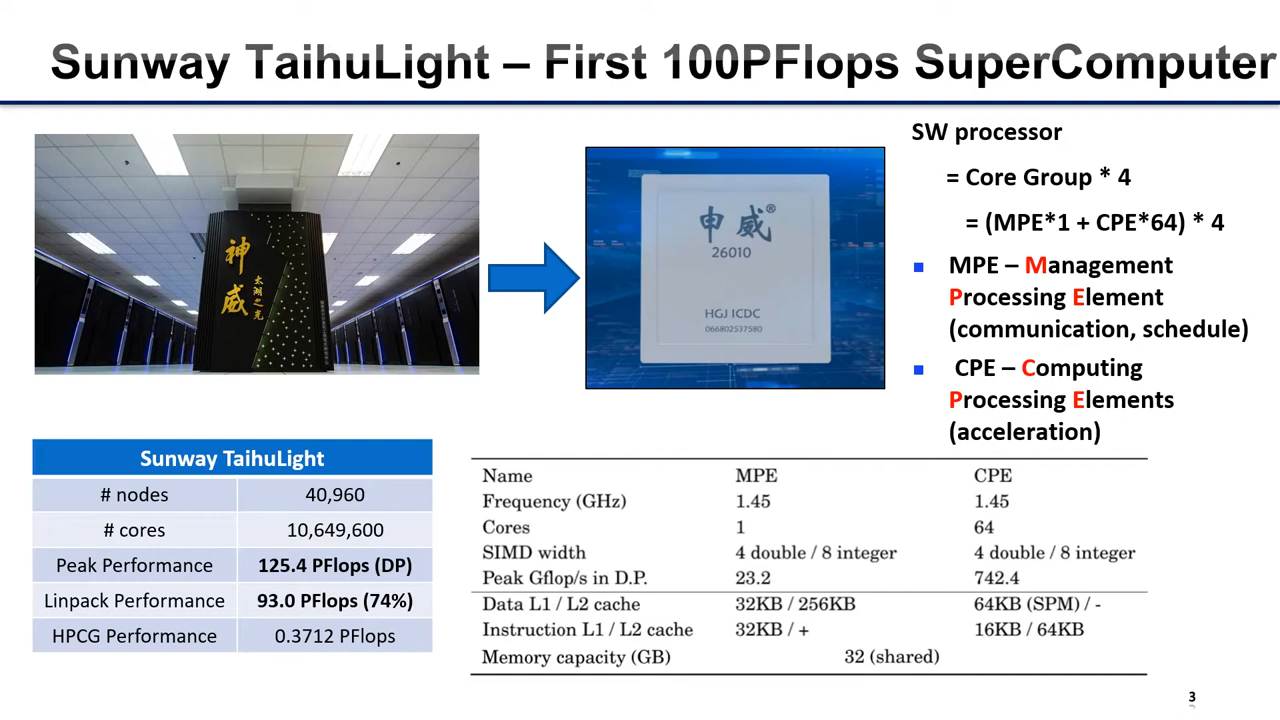 Sunway TaihuLight – First 100PFlops SuperComputer
神威
太湖之光
申威®
26010
HGJ ICDC
066802537580
SW processor
= Core Group * 4
= (MPE*1 + CPE*64) * 4
MPE – Management
Processing Element
(communication, schedule)
CPE – Computing
Processing Elements
(acceleration)
Sunway TaihuLight
# nodes 40,960
# cores 10,649,600
Peak Performance 125.4 PFlops (DP)
Linpack Performance 93.0 PFlops (74%)
HPCG Performance 0.3712 PFlops
Name MPE CPE
Frequency (GHz) 1.45 1.45
Cores 1 64
SIMD width 4 double / 8 integer 4 double / 8 integer
Peak Gflop/s in D.P. 23.2 742.4
Data L1 / L2 cache 32KB / 256KB 64KB (SPM) / -
Instruction L1 / L2 cache 32KB / + 16KB / 64KB
Memory capacity (GB) 32 (shared)
3